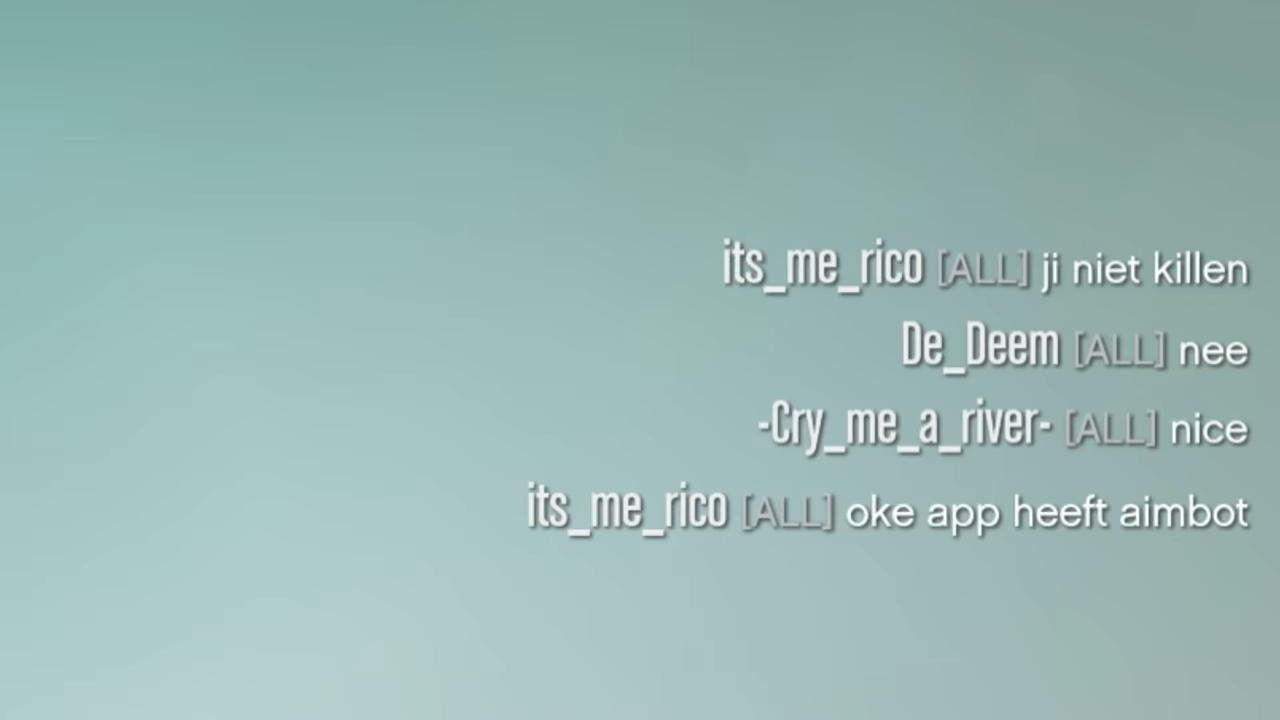 its_me_rico [ALL] ji niet killen
De_Deem [ALL] nee
-Cry_me_a_river- [ALL] nice
its_me_rico [ALL] oke app heeft aimbot